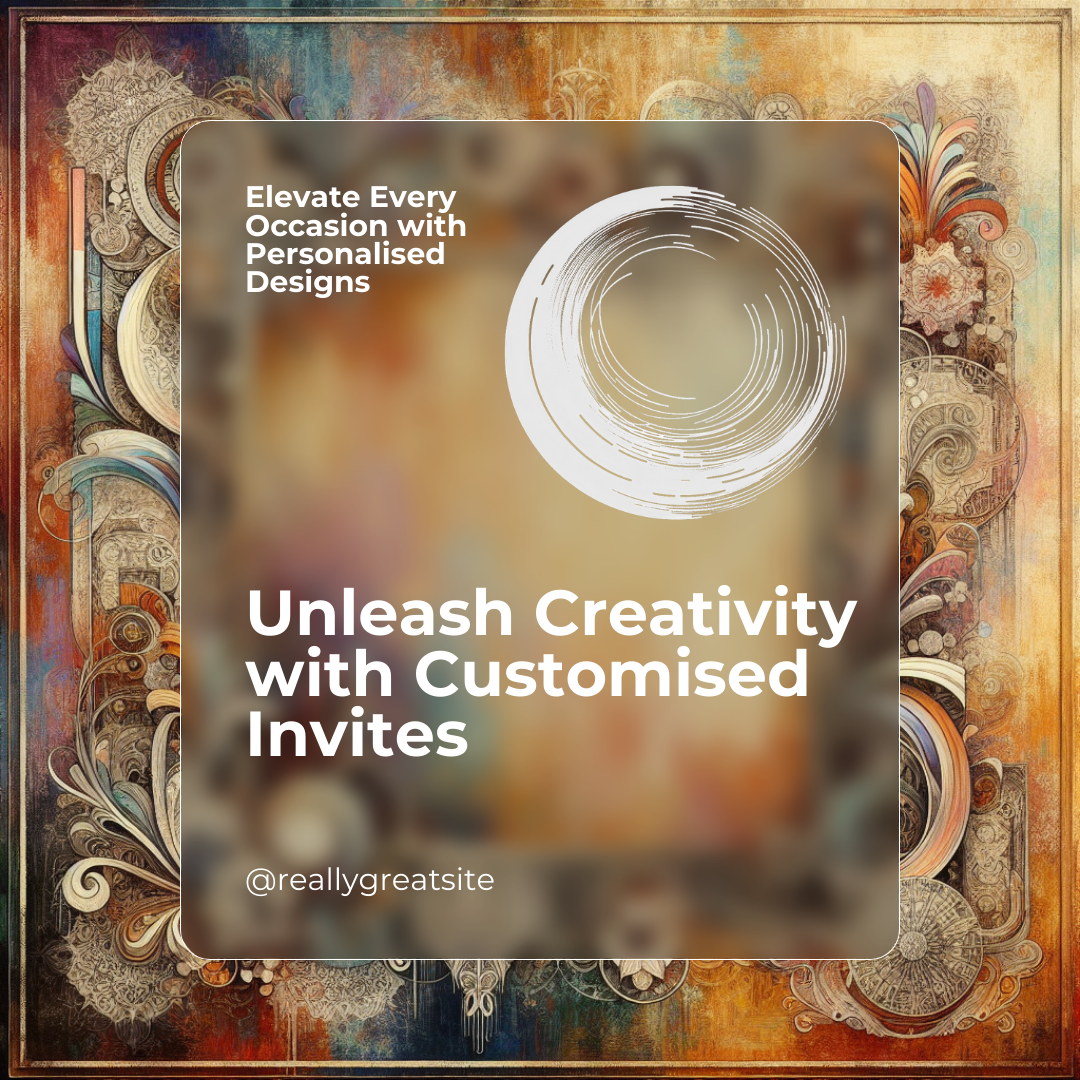 Elevate Every
Occasion with
Personalised
Designs
Unleash Creativity
with Customised
Invites
@reallygreatsite